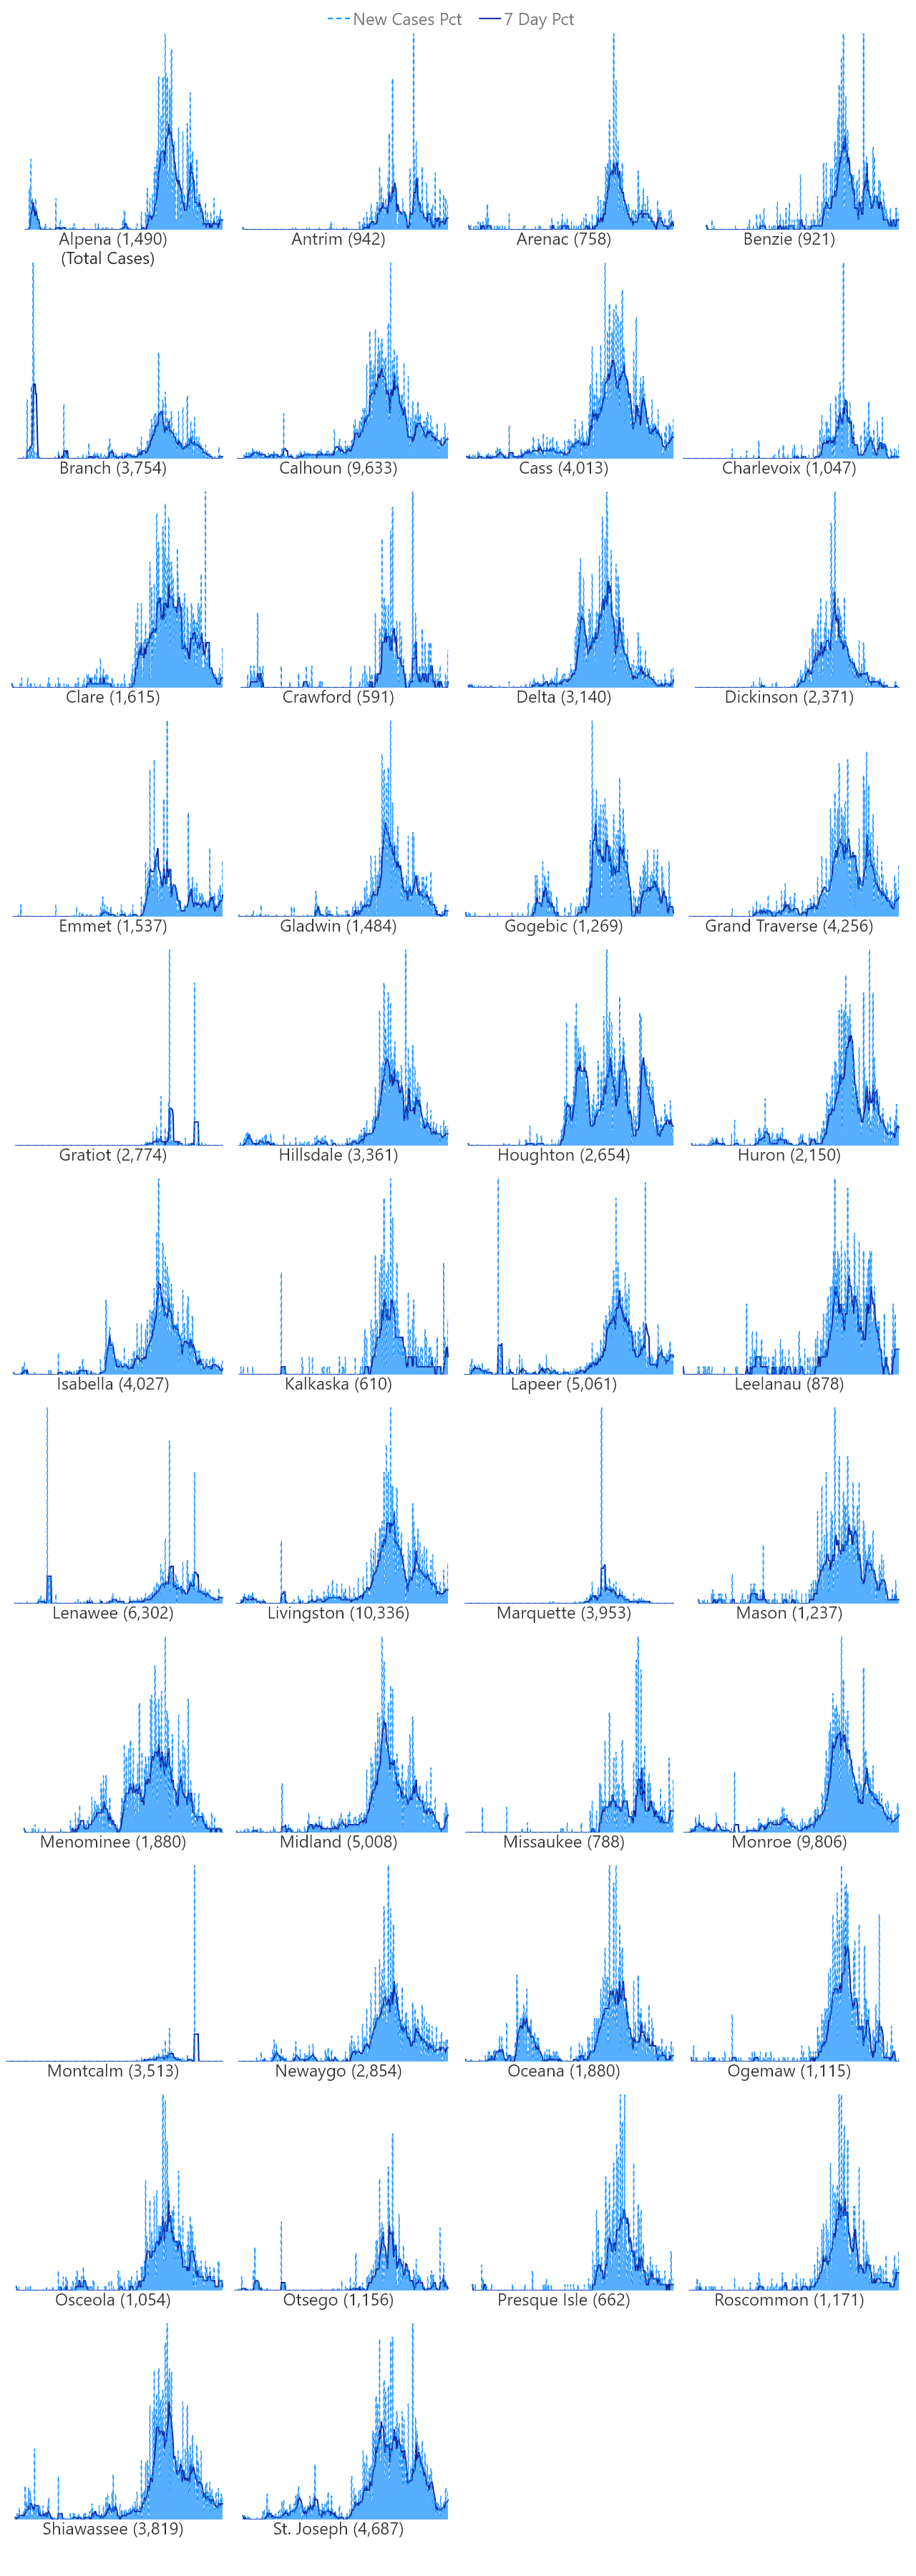 New Cases Pct 7 Day Pct
Alpena (1,490) Antrim (942) Arenac (758) Benzie (921)
(Total Cases)
Branch (3,754) Calhoun (9,633) Cass (4,013) Charlevoix (1,047)
Clare (1,615) Crawford (591) Delta (3,140) Dickinson (2,371)
Emmet (1,537) Gladwin (1,484) Gogebic (1,269) Grand Traverse (4,256)
Gratiot (2,774) Hillsdale (3,361) Houghton (2,654) Huron (2,150)
Isabella (4,027) Kalkaska (610) Lapeer (5,061) Leelanau (878)
Lenawee (6,302) Livingston (10,336) Marquette (3,953) Mason (1,237)
Menominee (1,880) Midland (5,008) Missaukee (788) Monroe (9,806)
Montcalm (3,513) Newaygo (2,854) Oceana (1,880) Ogemaw (1,115)
Osceola (1,054) Otsego (1,156) Presque Isle (662) Roscommon (1,171)
Shiawassee (3,819) St. Joseph (4,687)